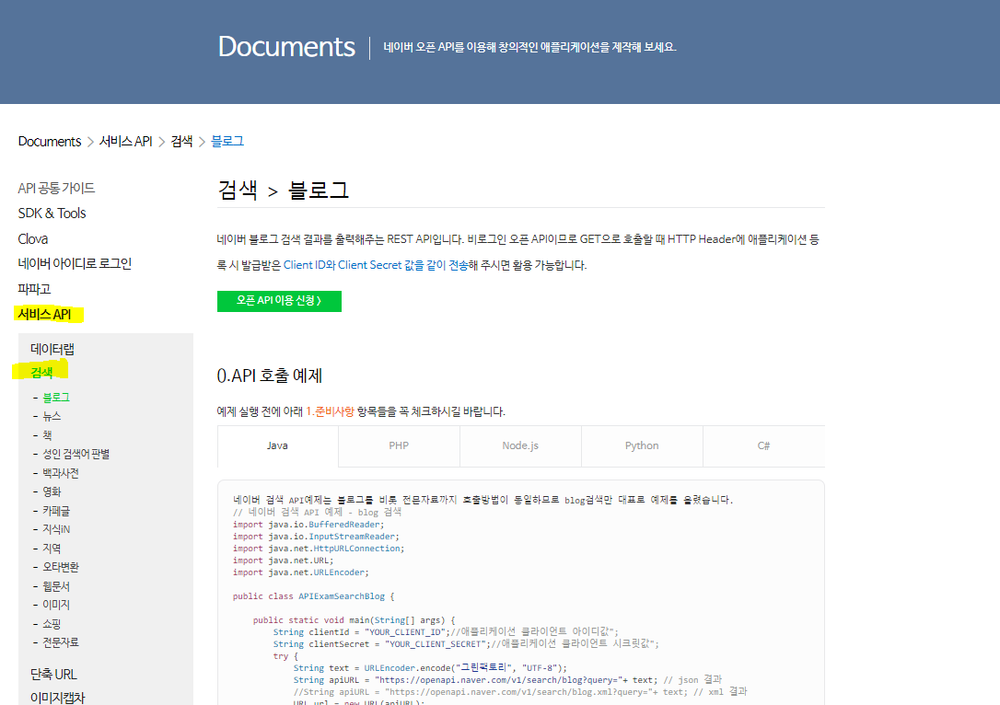 Documents 네이버 오픈 API를 이용해 창의적인 애플리케이션을 제작해 보세요.
Documents > 서비스 API > 검색 > 블로그
API 공통 가이드
SDK & Tools
Clova
네이버 아이디로 로그인
파파고
서비스 API
데이터랩
검색
- 블로그
- 뉴스
- 책
- 성인 검색어 판별
- 백과사전
- 영화
- 카페글
- 지식iN
- 지역
- 오타변환
- 웹문서
- 이미지
- 쇼핑
- 전문자료
단축 URL
이미지캡차
검색 > 블로그
네이버 블로그 검색 결과를 출력해주는 REST API입니다. 비로그인 오픈 API이므로 GET으로 호출할 때 HTTP Header에 애플리케이션 등
록 시 발급받은 Client ID와 Client Secret 값을 같이 전송해 주시면 활용 가능합니다.
오픈 API 이용 신청 >
0.API 호출 예제
예제 실행 전에 아래 1.준비사항 항목들을 꼭 체크하시길 바랍니다.
Java PHP Node.js Python C#
네이버 검색 API예제는 블로그를 비롯 전문자료까지 호출방법이 동일하므로 blog검색만 대표로 예제를 올렸습니다.
// 네이버 검색 API 예제 - blog 검색
import java.io.BufferedReader;
import java.io.InputStreamReader;
import java.net.HttpURLConnection;
import java.net.URL;
import java.net.URLEncoder;
public class APIExamSearchBlog {
public static void main(String[] args) {
String clientId = "YOUR_CLIENT_ID";//애플리케이션 클라이언트 아이디값";
String clientSecret = "YOUR_CLIENT_SECRET";//애플리케이션 클라이언트 시크릿값";
try {
String text = URLEncoder.encode("그린팩토리", "UTF-8");
String apiURL = "https://openapi.naver.com/v1/search/blog?query="+ text; // json 결과
//String apiURL = "https://openapi.naver.com/v1/search/blog.xml?query="+ text; // xml 결과
URL url = new URL(apiURL);